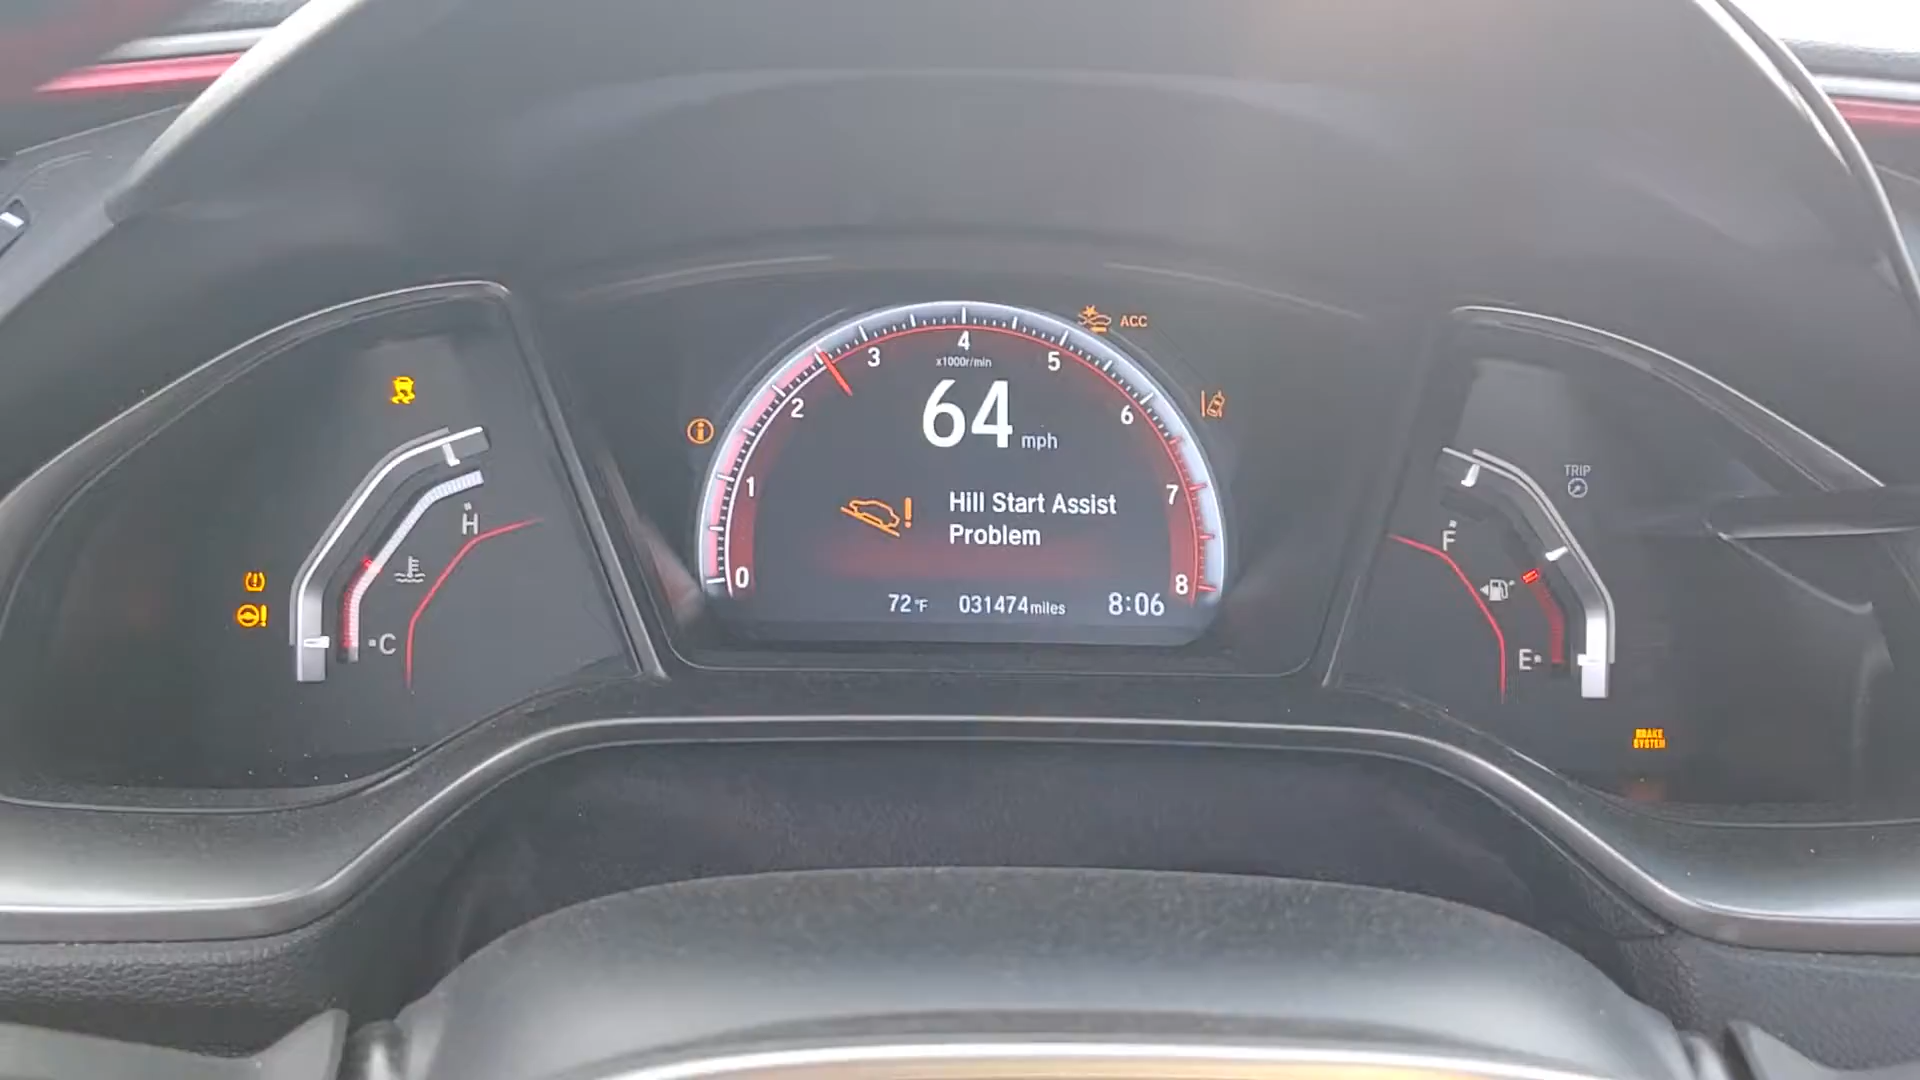 ACC
3
4
5
x1000r/min
2
6
64 mph
TRIP
1
7
Hill Start Assist
Problem
H
F
0
8
72°F 031474miles 8:06
C
E
BRAKE
SYSTEM